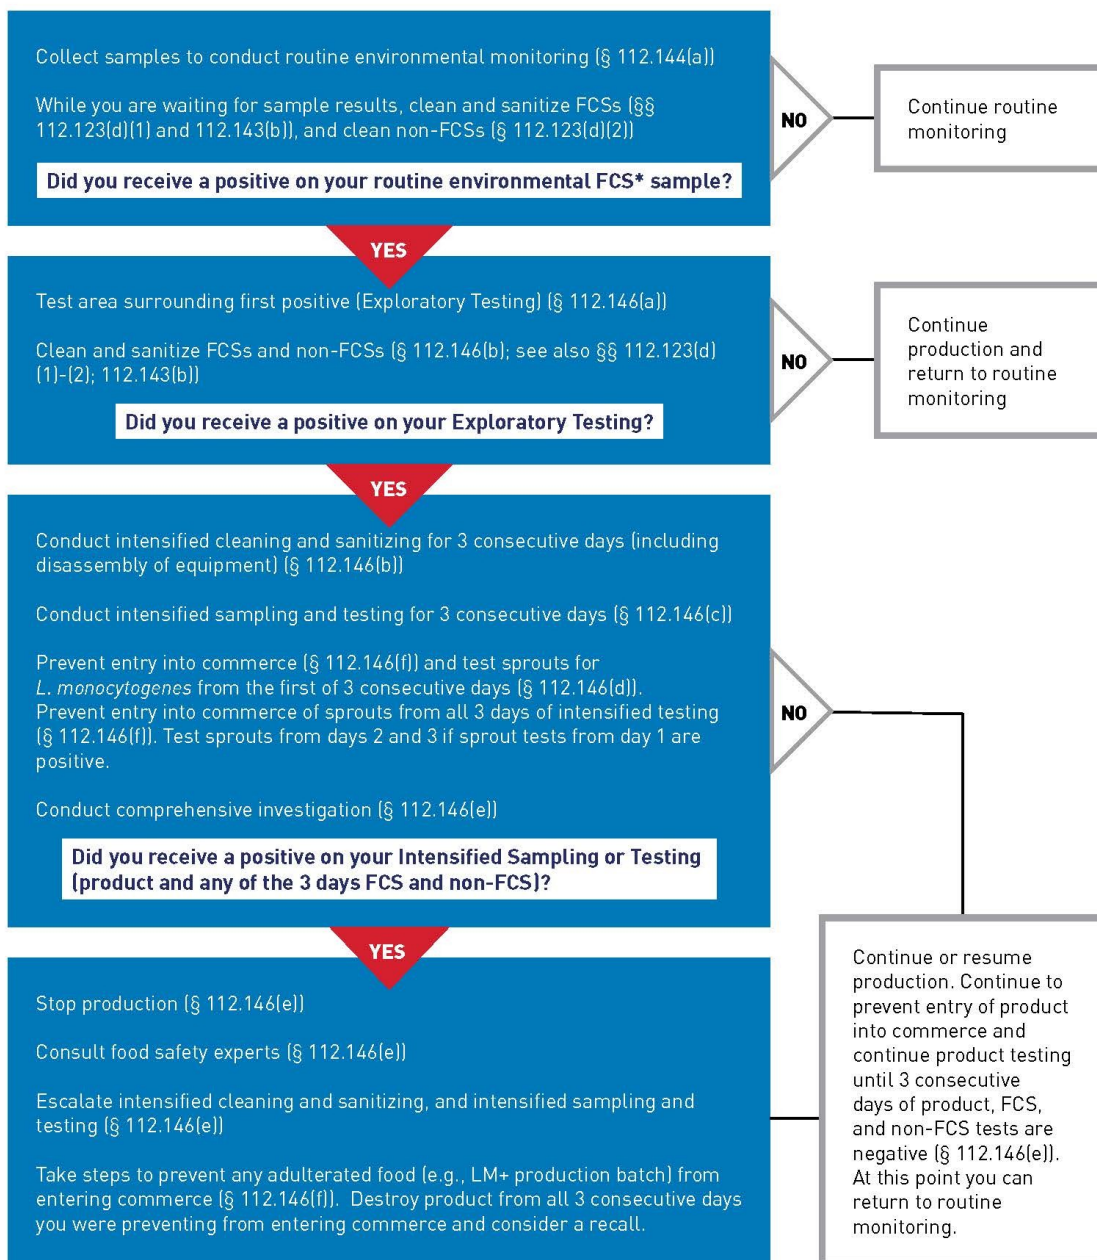 Collect samples to conduct routine environmental monitoring (§ 112.144(a))
While you are waiting for sample results, clean and sanitize FCSs (§§
112.123(d)(1) and 112.143(b)), and clean non-FCSs (§ 112.123(d)(2))
Did you receive a positive on your routine environmental FCS* sample?
NO
Continue routine
monitoring
YES
Test area surrounding first positive (Exploratory Testing) (§ 112.146(a))
Clean and sanitize FCSs and non-FCSs (§ 112.146(b); see also §§ 112.123(d)
(1)-(2); 112.143(b))
Did you receive a positive on your Exploratory Testing?
NO
Continue
production and
return to routine
monitoring
YES
Conduct intensified cleaning and sanitizing for 3 consecutive days (including
disassembly of equipment) (§ 112.146(b))
Conduct intensified sampling and testing for 3 consecutive days (§ 112.146(c))
Prevent entry into commerce (§ 112.146(f)) and test sprouts for
L. monocytogenes from the first of 3 consecutive days (§ 112.146(d)).
Prevent entry into commerce of sprouts from all 3 days of intensified testing
(§ 112.146(f)). Test sprouts from days 2 and 3 if sprout tests from day 1 are
positive.
Conduct comprehensive investigation (§ 112.146(e))
Did you receive a positive on your Intensified Sampling or Testing
(product and any of the 3 days FCS and non-FCS)?
NO
YES
Stop production (§ 112.146(e))
Consult food safety experts (§ 112.146(e))
Escalate intensified cleaning and sanitizing, and intensified sampling and
testing (§ 112.146(e))
Take steps to prevent any adulterated food (e.g., LM+ production batch) from
entering commerce (§ 112.146(f)).  Destroy product from all 3 consecutive days
you were preventing from entering commerce and consider a recall.
Continue or resume
production. Continue to
prevent entry of product
into commerce and
continue product testing
until 3 consecutive
days of product, FCS,
and non-FCS tests are
negative (§ 112.146(e)).
At this point you can
return to routine
monitoring.